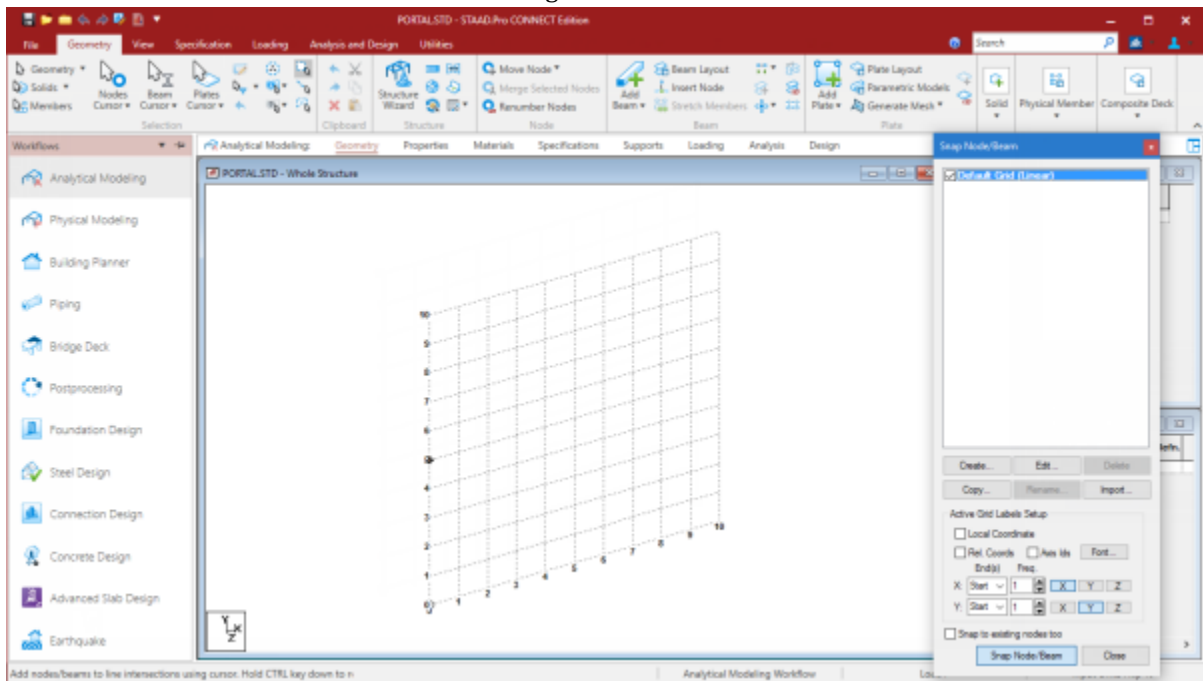 PORTAL.STD - STAAD.Pro CONNECT Edition
File Geometry View Specification Loading Analysis and Design Utilities Search
Geometry Solids Members
Nodes Cursor Beam Cursor Plates Cursor
Selection
Clipboard
Structure Wizard
Structure
Move Node
Merge Selected Nodes
Renumber Nodes
Node
Add Beam
Beam Layout
Insert Node
Stretch Members
Beam
Add Plate
Plate Layout
Parametric Models
Generate Mesh
Plate
Solid Physical Member Composite Deck
Workflows
Analytical Modeling: Geometry Properties Materials Specifications Supports Loading Analysis Design
Analytical Modeling
Physical Modeling
Building Planner
Piping
Bridge Deck
Postprocessing
Foundation Design
Steel Design
Connection Design
Concrete Design
Advanced Slab Design
Earthquake
PORTAL.STD - Whole Structure
10
9
8
7
6
4
3
2
1
0 1 2 3 4 5 6 7 8 9 10
Y
X
Z
Snap Node/Beam
Default Grid (Linear)
Create... Edit... Delete
Copy... Rename... Import...
Active Grid Labels Setup
Local Coordinate
Rel. Coords Axis Ids Font...
End(s) Freq.
X: Start 1 X Y Z
Y: Start 1 X Y Z
Snap to existing nodes too
Snap Node/Beam Close
Add nodes/beams to line intersections using cursor. Hold CTRL key down to n
Analytical Modeling Workflow